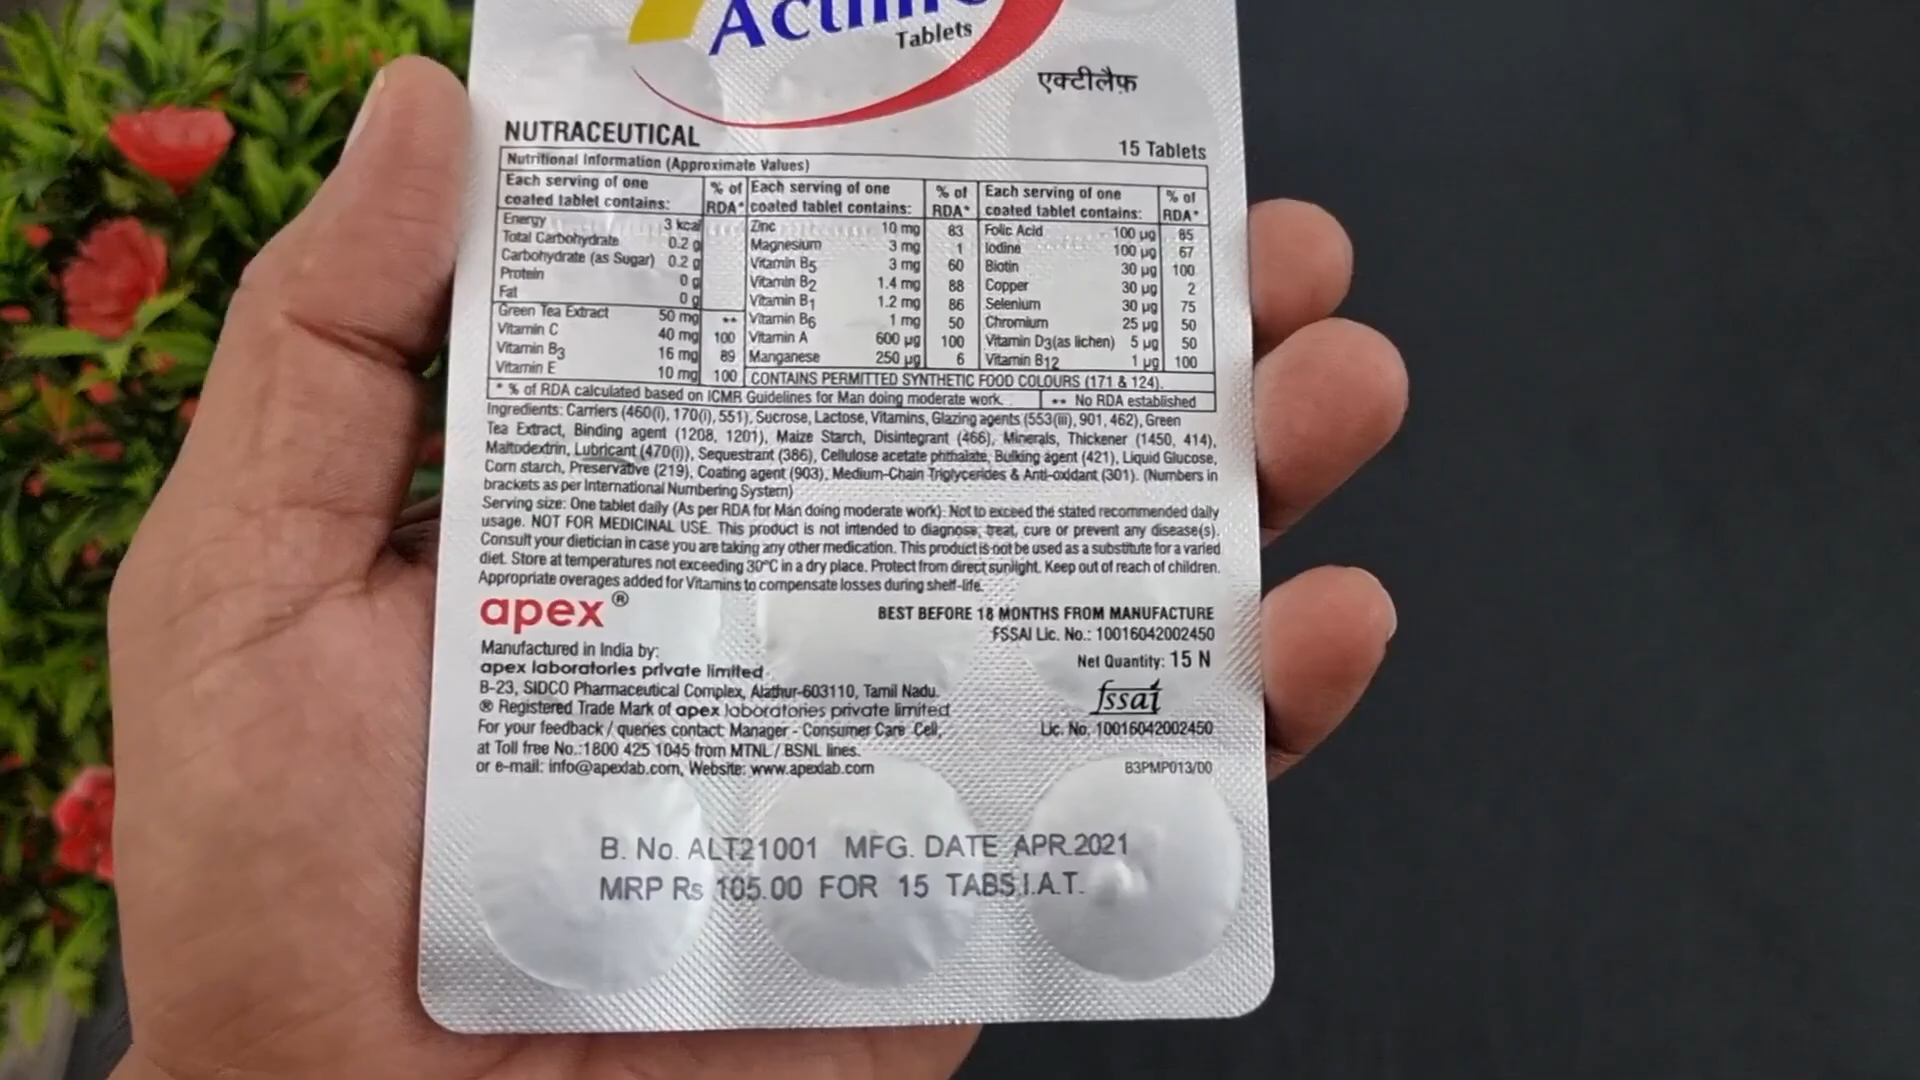 Tablets
एक्टीलैफ़
NUTRACEUTICAL
15 Tablets
Nutritional Information (Approximate Values)
Each serving of one coated tablet contains: % of RDA*
Energy 3 kcal
Total Carbohydrate 0.2 g
Carbohydrate (as Sugar) 0.2 g
Protein 0 g
Fat 0 g
Green Tea Extract 50 mg **
Vitamin C 40 mg 100
Vitamin B3 16 mg 89
Vitamin E 10 mg 100
Each serving of one coated tablet contains: % of RDA*
Zinc 10 mg 83
Magnesium 3 mg 1
Vitamin B5 3 mg 60
Vitamin B2 1.4 mg 88
Vitamin B1 1.2 mg 86
Vitamin B6 1 mg 50
Vitamin A 600 µg 100
Manganese 250 µg 6
Each serving of one coated tablet contains: % of RDA*
Folic Acid 100 µg 85
Iodine 100 µg 67
Biotin 30 µg 100
Copper 30 µg 2
Selenium 30 µg 75
Chromium 25 µg 50
Vitamin D3(as lichen) 5 µg 50
Vitamin B12 1 µg 100
CONTAINS PERMITTED SYNTHETIC FOOD COLOURS (171 & 124).
* % of RDA calculated based on ICMR Guidelines for Man doing moderate work. ** No RDA established
Ingredients: Carriers (460(i), 170(i), 551), Sucrose, Lactose, Vitamins, Glazing agents (553(iii), 901, 462), Green
Tea Extract, Binding agent (1208, 1201), Maize Starch, Disintegrant (466), Minerals, Thickener (1450, 414),
Maltodextrin, Lubricant (470(i)), Sequestrant (386), Cellulose acetate phthalate, Bulking agent (421), Liquid Glucose,
Corn starch, Preservative (219), Coating agent (903), Medium-Chain Triglycerides & Anti-oxidant (301). (Numbers in
brackets as per International Numbering System)
Serving size: One tablet daily (As per RDA for Man doing moderate work). Not to exceed the stated recommended daily
usage. NOT FOR MEDICINAL USE. This product is not intended to diagnose, treat, cure or prevent any disease(s).
Consult your dietician in case you are taking any other medication. This product is not be used as a substitute for a varied
diet. Store at temperatures not exceeding 30°C in a dry place. Protect from direct sunlight. Keep out of reach of children.
Appropriate overages added for Vitamins to compensate losses during shelf-life.
apex®
BEST BEFORE 18 MONTHS FROM MANUFACTURE
FSSAI Lic. No.: 10016042002450
Manufactured in India by:
Net Quantity: 15 N
apex laboratories private limited
B-23, SIDCO Pharmaceutical Complex, Alathur-603110, Tamil Nadu.
fssai
® Registered Trade Mark of apex laboratories private limited
For your feedback / queries contact: Manager - Consumer Care Cell,
Lic. No. 10016042002450
at Toll free No.:1800 425 1045 from MTNL / BSNL lines.
or e-mail: info@apexlab.com, Website: www.apexlab.com
B3PMP013/00
B. No. ALT21001 MFG. DATE APR.2021
MRP Rs 105.00 FOR 15 TABS.I.A.T.